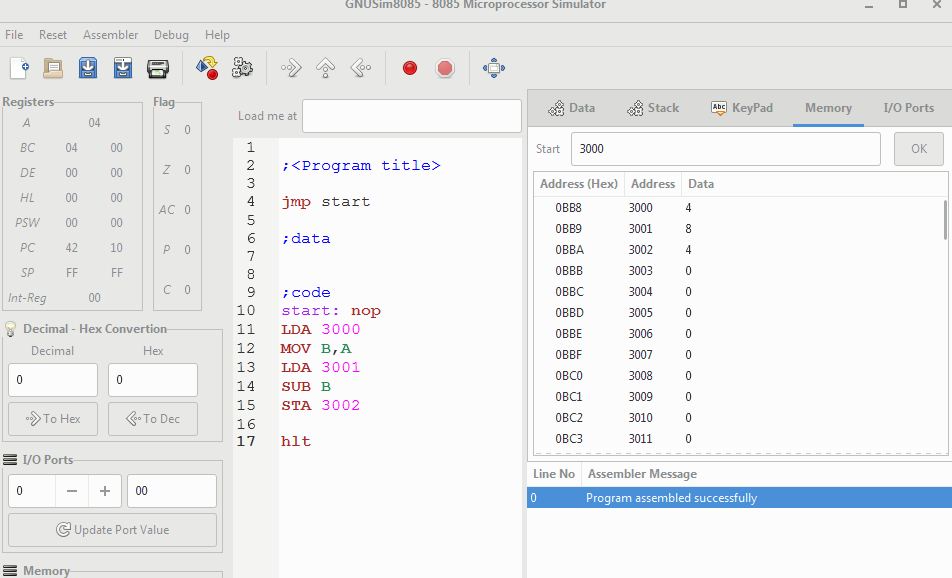 GNUSim8085 - 8085 Microprocessor Simulator
File Reset Assembler Debug Help
Registers
A 04
BC 04 00
DE 00 00
HL 00 00
PSW 00 00
PC 42 10
SP FF FF
Int-Reg 00
Flag
S 0
Z 0
AC 0
P 0
C 0
Decimal - Hex Convertion
Decimal Hex
0 0
To Hex To Dec
I/O Ports
0 − + 00
Update Port Value
Memory
Load me at
1
2 ;<Program title>
3
4 jmp start
5
6 ;data
7
8
9 ;code
10 start: nop
11 LDA 3000
12 MOV B,A
13 LDA 3001
14 SUB B
15 STA 3002
16
17 hlt
Data Stack Abc KeyPad Memory I/O Ports
Start 3000 OK
Address (Hex) Address Data
0BB8 3000 4
0BB9 3001 8
0BBA 3002 4
0BBB 3003 0
0BBC 3004 0
0BBD 3005 0
0BBE 3006 0
0BBF 3007 0
0BC0 3008 0
0BC1 3009 0
0BC2 3010 0
0BC3 3011 0
Line No Assembler Message
0 Program assembled successfully